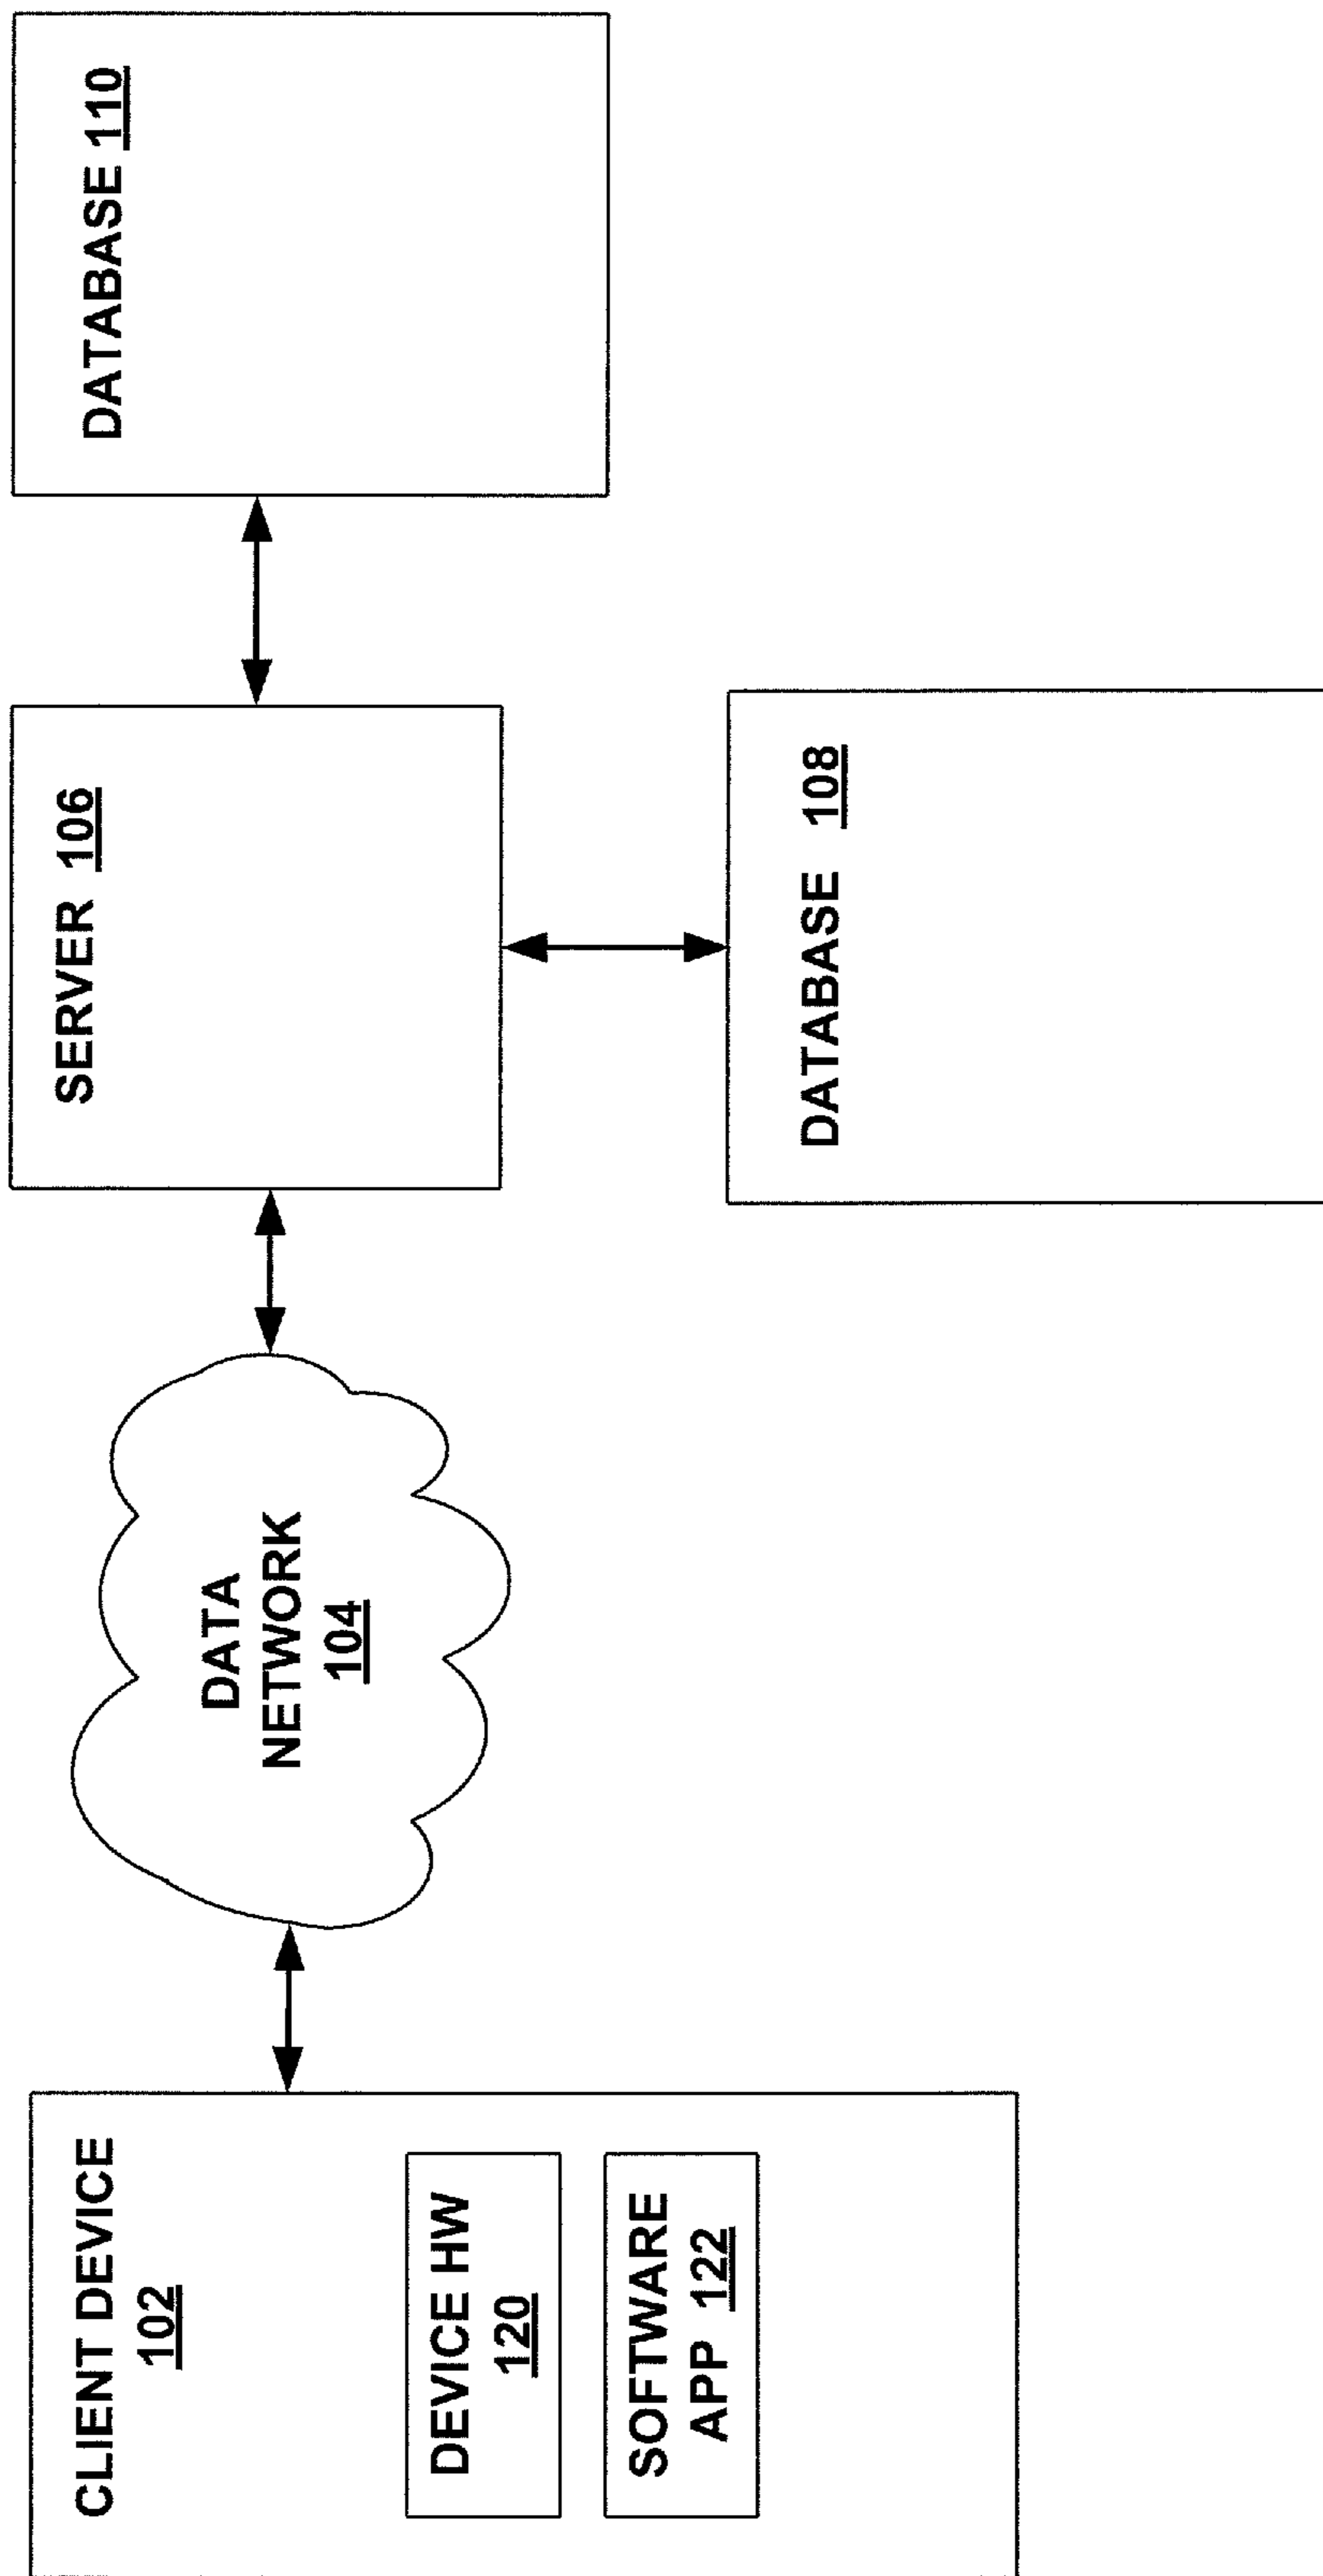 CLIENT DEVICE
102
DEVICE HW
120
SOFTWARE
APP 122
DATA
NETWORK
104
SERVER 106
DATABASE 108
DATABASE 110